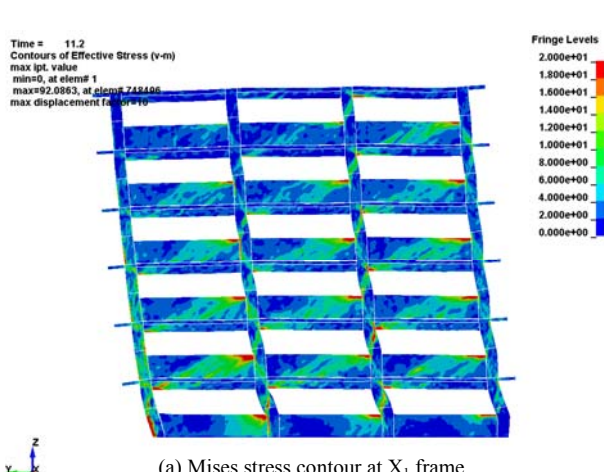 Time = 11.2
Contours of Effective Stress (v-m)
max ipt. value
min=0, at elem# 1
max=92.0863, at elem# 748496
max displacement factor=10
Fringe Levels
2.000e+01
1.800e+01
1.600e+01
1.400e+01
1.200e+01
1.000e+01
8.000e+00
6.000e+00
4.000e+00
2.000e+00
0.000e+00
Z
Y X
(a) Mises stress contour at X₁ frame